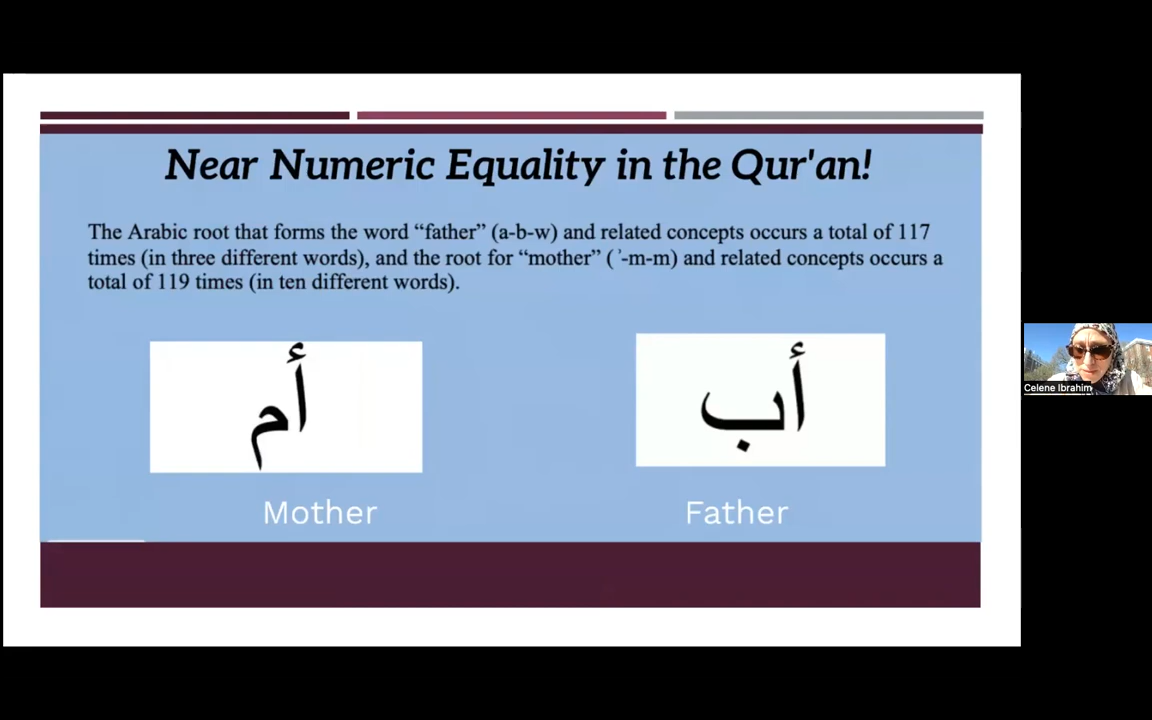 Near Numeric Equality in the Qur'an!
The Arabic root that forms the word “father” (a-b-w) and related concepts occurs a total of 117
times (in three different words), and the root for “mother” (ʾ-m-m) and related concepts occurs a
total of 119 times (in ten different words).
أم
أب
Mother
Father
Celene Ibrahim